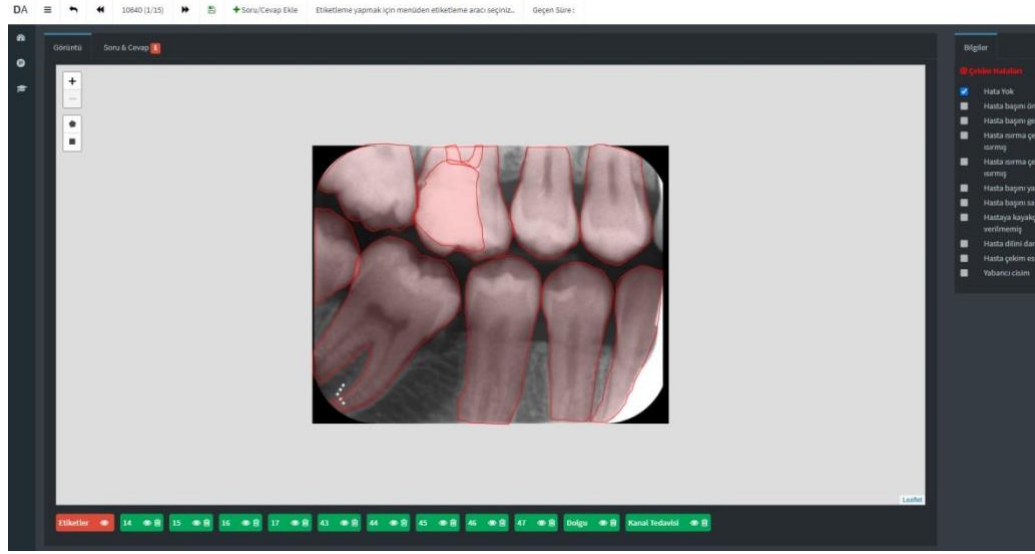 DA 10640 (1/15) + Soru/Cevap Ekle Etiketleme yapmak için menüden etiketleme aracı seçiniz.. Geçen Süre :
Görüntü Soru & Cevap
Bilgiler
Çekim Hataları
Hata Yok
Hasta başını ön
Hasta başını ge
Hasta ısırma çe
ısırmış
Hasta ısırma çe
ısırmış
Hasta başını ya
Hasta başını sa
Hastaya kayakç
verilmemiş
Hasta dilini da
Hasta çekim es
Yabancı cisim
+
−
Leaflet
Etiketler 14 15 16 17 43 44 45 46 47 Dolgu Kanal Tedavisi